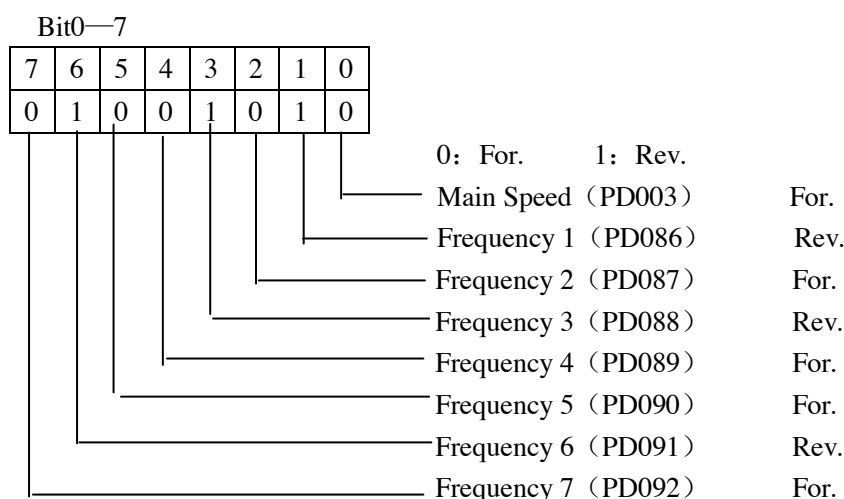 Bit0—7
7 6 5 4 3 2 1 0
0 1 0 0 1 0 1 0
0：For. 1：Rev.
Main Speed（PD003） For.
Frequency 1（PD086） Rev.
Frequency 2（PD087） For.
Frequency 3（PD088） Rev.
Frequency 4（PD089） For.
Frequency 5（PD090） For.
Frequency 6（PD091） Rev.
Frequency 7（PD092） For.